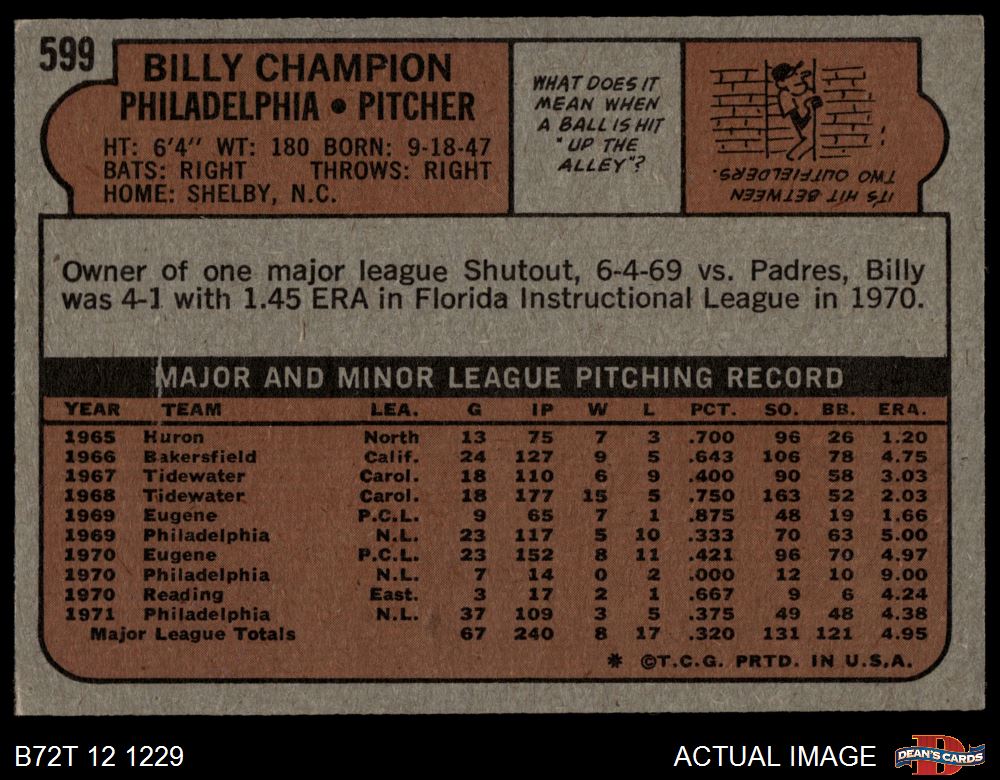 599
BILLY CHAMPION
PHILADELPHIA • PITCHER
HT: 6'4" WT: 180 BORN: 9-18-47
BATS: RIGHT THROWS: RIGHT
HOME: SHELBY, N.C.
WHAT DOES IT
MEAN WHEN
A BALL IS HIT
"UP THE
ALLEY"?
IT'S HIT BETWEEN
TWO OUTFIELDERS.
Owner of one major league Shutout, 6-4-69 vs. Padres, Billy
was 4-1 with 1.45 ERA in Florida Instructional League in 1970.
MAJOR AND MINOR LEAGUE PITCHING RECORD
YEAR TEAM LEA. G IP W L PCT. SO. BB. ERA.
1965 Huron North 13 75 7 3 .700 96 26 1.20
1966 Bakersfield Calif. 24 127 9 5 .643 106 78 4.75
1967 Tidewater Carol. 18 110 6 9 .400 90 58 3.03
1968 Tidewater Carol. 18 177 15 5 .750 163 52 2.03
1969 Eugene P.C.L. 9 65 7 1 .875 48 19 1.66
1969 Philadelphia N.L. 23 117 5 10 .333 70 63 5.00
1970 Eugene P.C.L. 23 152 8 11 .421 96 70 4.97
1970 Philadelphia N.L. 7 14 0 2 .000 12 10 9.00
1970 Reading East. 3 17 2 1 .667 9 6 4.24
1971 Philadelphia N.L. 37 109 3 5 .375 49 48 4.38
Major League Totals 67 240 8 17 .320 131 121 4.95
* ©T.C.G. PRTD. IN U.S.A.
B72T 12 1229
ACTUAL IMAGE
DEAN'S CARDS